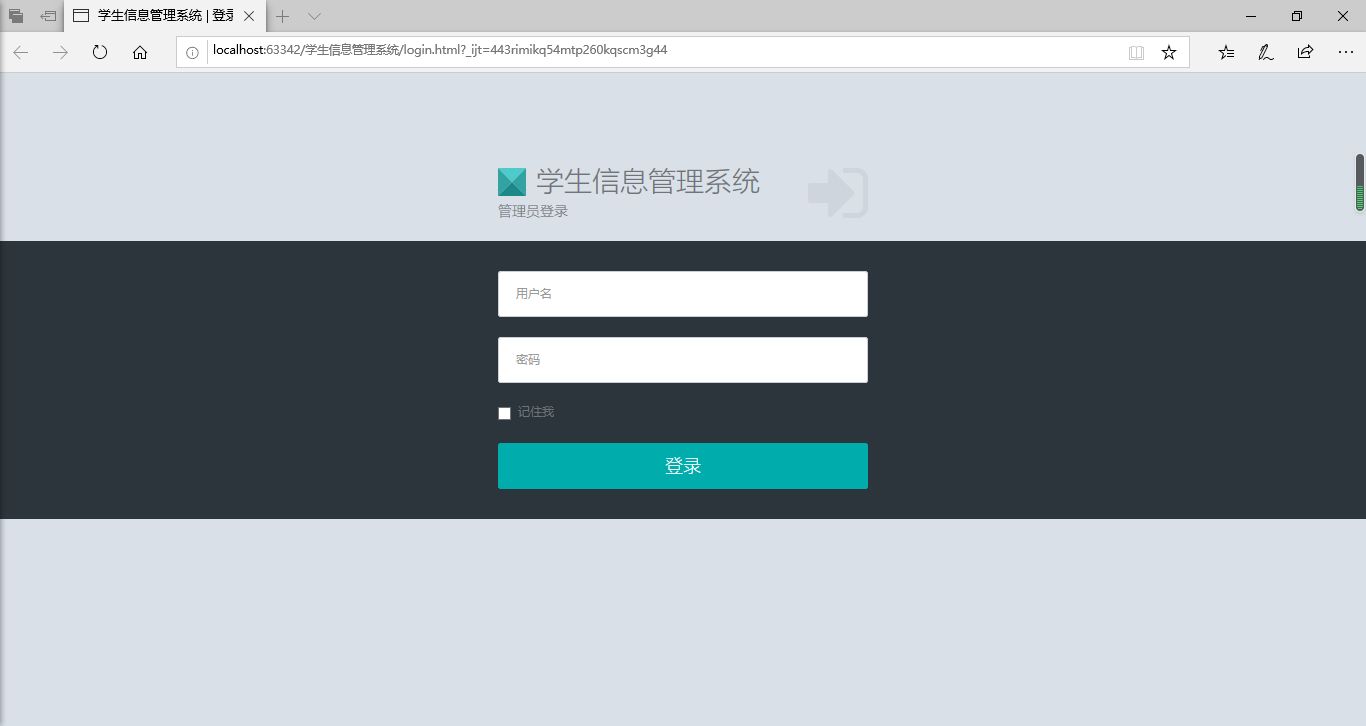 学生信息管理系统 | 登录
localhost:63342/学生信息管理系统/login.html?_ijt=443rimikq54mtp260kqscm3g44
学生信息管理系统
管理员登录
用户名
密码
记住我
登录